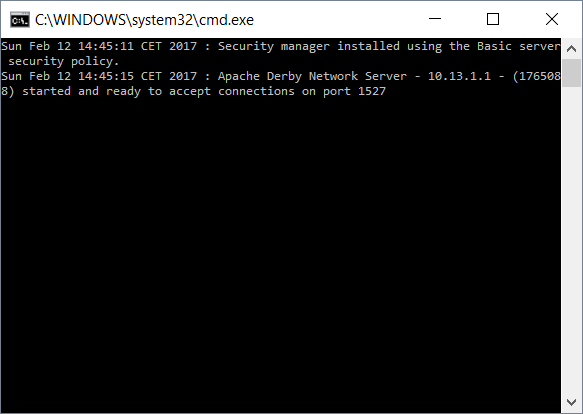 C:\WINDOWS\system32\cmd.exe
Sun Feb 12 14:45:11 CET 2017 : Security manager installed using the Basic server
 security policy.
Sun Feb 12 14:45:15 CET 2017 : Apache Derby Network Server - 10.13.1.1 - (176508
8) started and ready to accept connections on port 1527